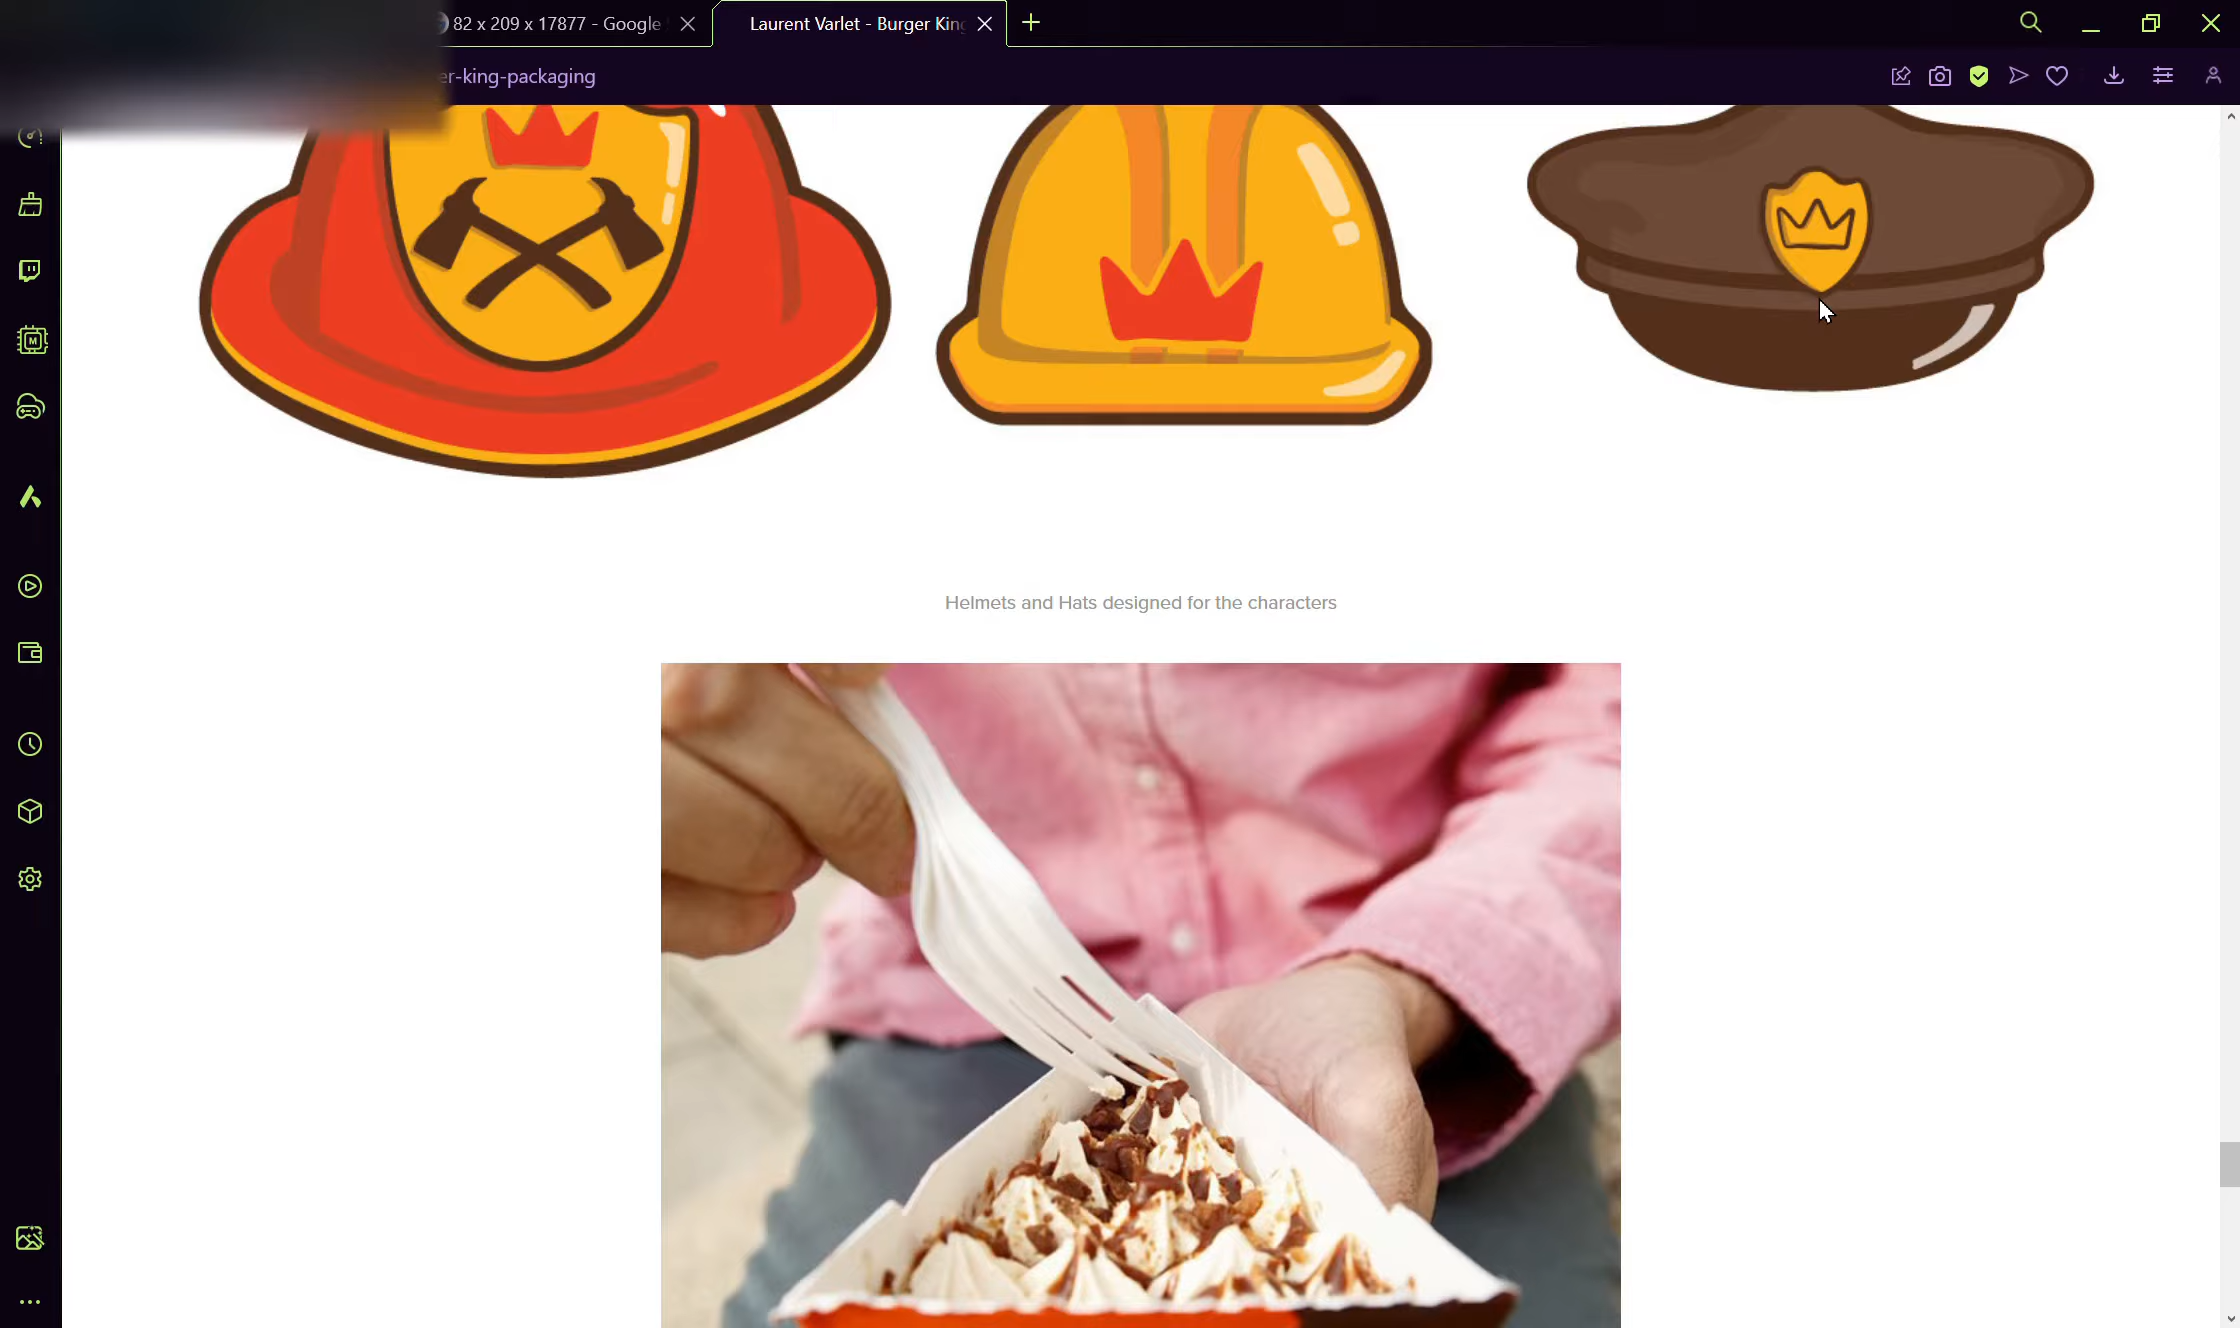 82 x 209 x 17877 - Google
Laurent Varlet - Burger King
er-king-packaging
Helmets and Hats designed for the characters